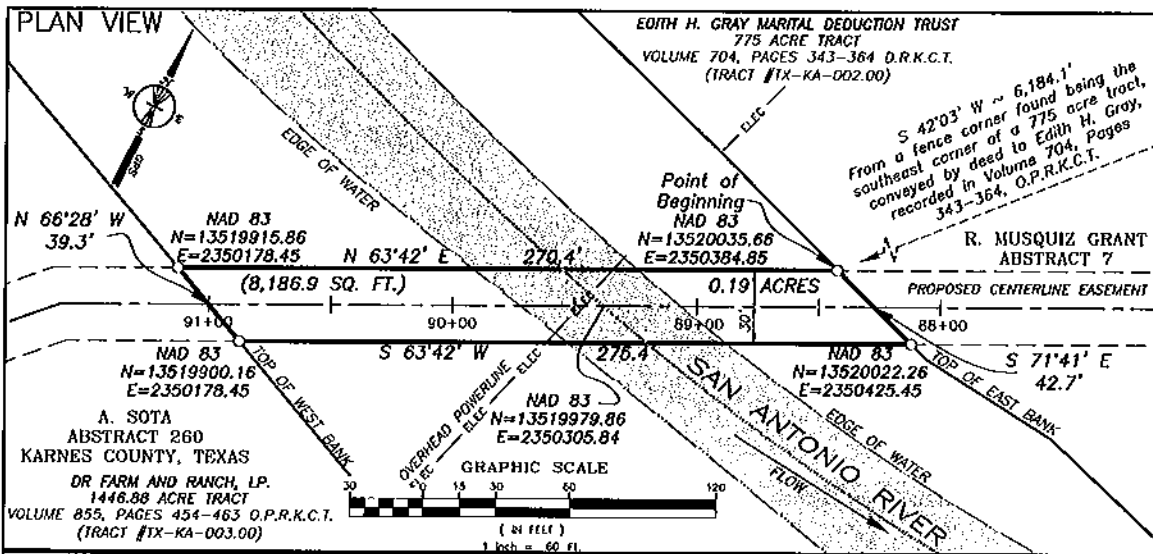 PLAN VIEW
EDITH H. GRAY MARITAL DEDUCTION TRUST
775 ACRE TRACT
VOLUME 704, PAGES 343-364 D.R.K.C.T.
(TRACT #TX-KA-002.00)
ELEC
S 42°03' W ~ 6,184.1'
From a fence corner found being the
southeast corner of a 775 acre tract,
conveyed by deed to Edith H. Gray,
recorded in Volume 704, Pages
343-364, O.P.R.K.C.T.
GPS
EDGE OF WATER
Point of
Beginning
NAD 83
N=13520035.66
E=2350384.85
N 66°28' W
39.3'
NAD 83
N=13519915.86
E=2350178.45
N 63°42' E
270.4'
R. MUSQUIZ GRANT
ABSTRACT 7
(8,186.9 SQ. FT.)
0.19 ACRES
PROPOSED CENTERLINE EASEMENT
ELEC
30'
91+00
90+00
89+00
88+00
S 63°42' W
275.4'
NAD 83
N=13519900.16
E=2350178.45
TOP OF WEST BANK
NAD 83
N=13520022.26
E=2350425.45
TOP OF EAST BANK
S 71°41' E
42.7'
OVERHEAD POWERLINE
ELEC
ELEC
NAD 83
N=13519979.86
E=2350305.84
SAN ANTONIO RIVER
EDGE OF WATER
FLOW
A. SOTA
ABSTRACT 260
KARNES COUNTY, TEXAS
DR FARM AND RANCH, LP.
1446.88 ACRE TRACT
VOLUME 855, PAGES 454-463 O.P.R.K.C.T.
(TRACT #TX-KA-003.00)
GRAPHIC SCALE
30 0 15 30 60 120
( IN FEET )
1 inch = 60 FT.